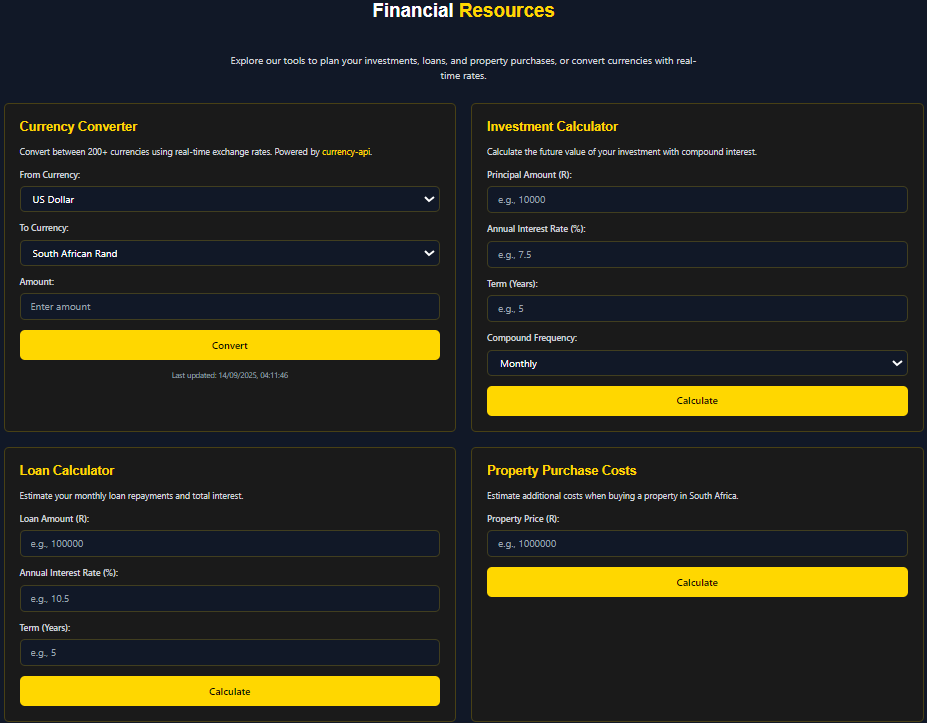 Financial Resources
Explore our tools to plan your investments, loans, and property purchases, or convert currencies with real-
time rates.
Currency Converter
Convert between 200+ currencies using real-time exchange rates. Powered by currency-api.
From Currency:
US Dollar
To Currency:
South African Rand
Amount:
Enter amount
Convert
Last updated: 14/09/2025, 04:11:46
Investment Calculator
Calculate the future value of your investment with compound interest.
Principal Amount (R):
e.g., 10000
Annual Interest Rate (%):
e.g., 7.5
Term (Years):
e.g., 5
Compound Frequency:
Monthly
Calculate
Loan Calculator
Estimate your monthly loan repayments and total interest.
Loan Amount (R):
e.g., 100000
Annual Interest Rate (%):
e.g., 10.5
Term (Years):
e.g., 5
Calculate
Property Purchase Costs
Estimate additional costs when buying a property in South Africa.
Property Price (R):
e.g., 1000000
Calculate